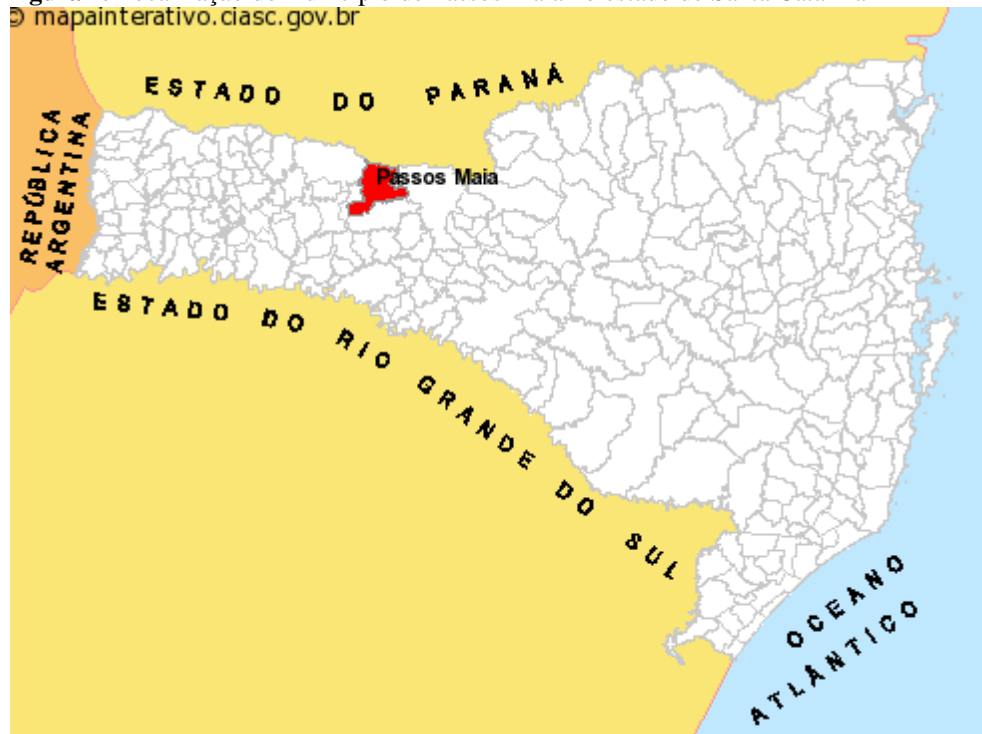 © mapainterativo.ciasc.gov.br
ESTADO DO PARANÁ
REPÚBLICA
ARGENTINA
Passos Maia
ESTADO DO RIO GRANDE DO SUL
OCEANO
ATLÂNTICO